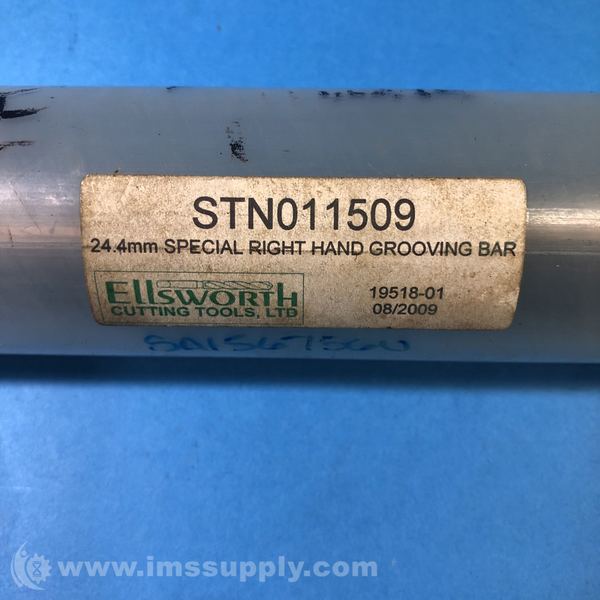 STN011509
24.4mm SPECIAL RIGHT HAND GROOVING BAR
Ellsworth
CUTTING TOOLS, LTD
19518-01
08/2009
www.imssupply.com